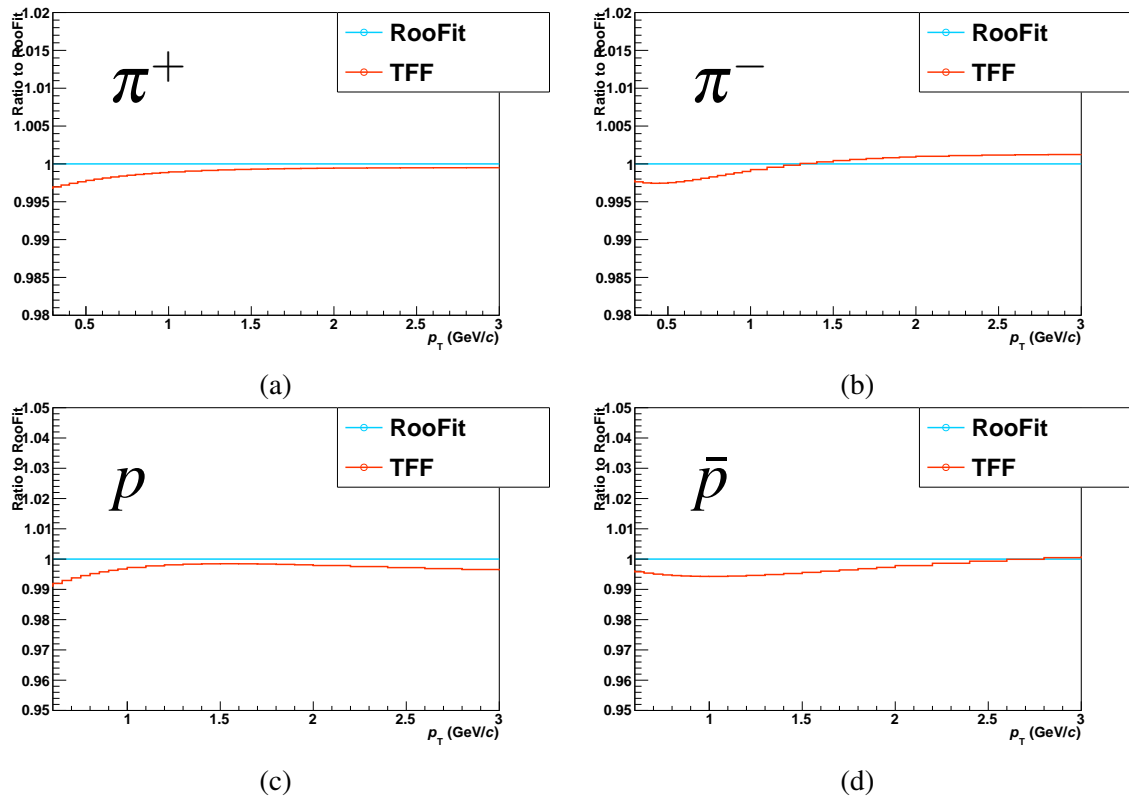 Ratio to RooFit
1.02
1.015
1.01
1.005
1
0.995
0.99
0.985
0.98
π⁺
RooFit
TFF
0.5 1 1.5 2 2.5 3
p_T (GeV/c)
(a)
Ratio to RooFit
1.02
1.015
1.01
1.005
1
0.995
0.99
0.985
0.98
π⁻
RooFit
TFF
0.5 1 1.5 2 2.5 3
p_T (GeV/c)
(b)
Ratio to RooFit
1.05
1.04
1.03
1.02
1.01
1
0.99
0.98
0.97
0.96
0.95
p
RooFit
TFF
1 1.5 2 2.5 3
p_T (GeV/c)
(c)
Ratio to RooFit
1.05
1.04
1.03
1.02
1.01
1
0.99
0.98
0.97
0.96
0.95
p̄
RooFit
TFF
1 1.5 2 2.5 3
p_T (GeV/c)
(d)